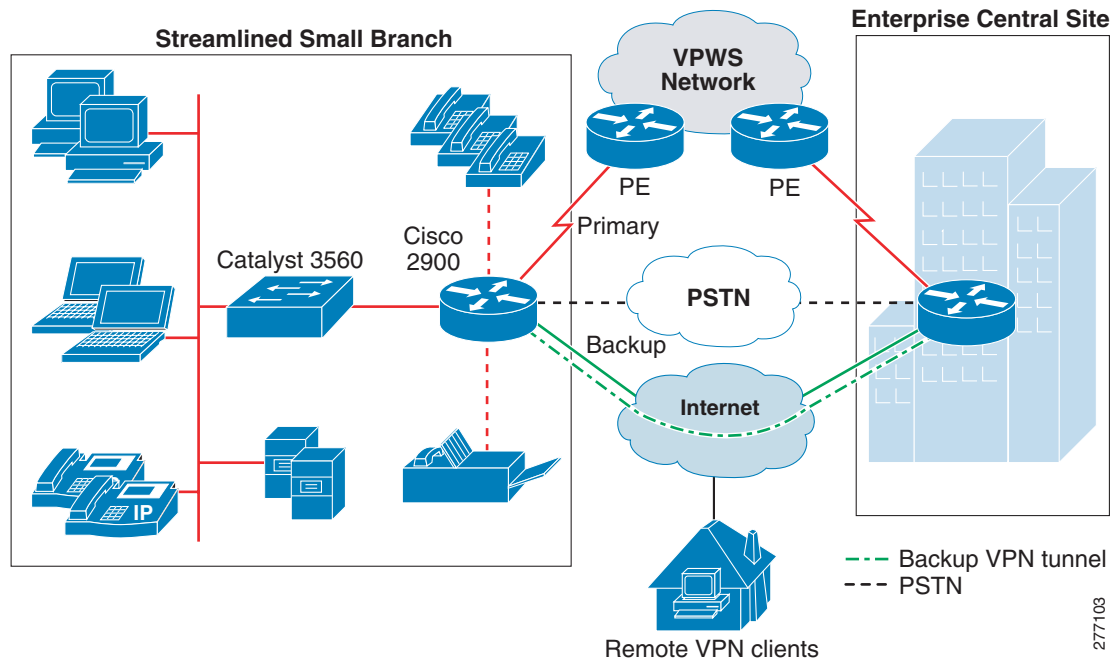 Streamlined Small Branch
Enterprise Central Site
VPWS
Network
PE
PE
Primary
Cisco
2900
Catalyst 3560
PSTN
Backup
Internet
IP
Backup VPN tunnel
PSTN
Remote VPN clients
277103